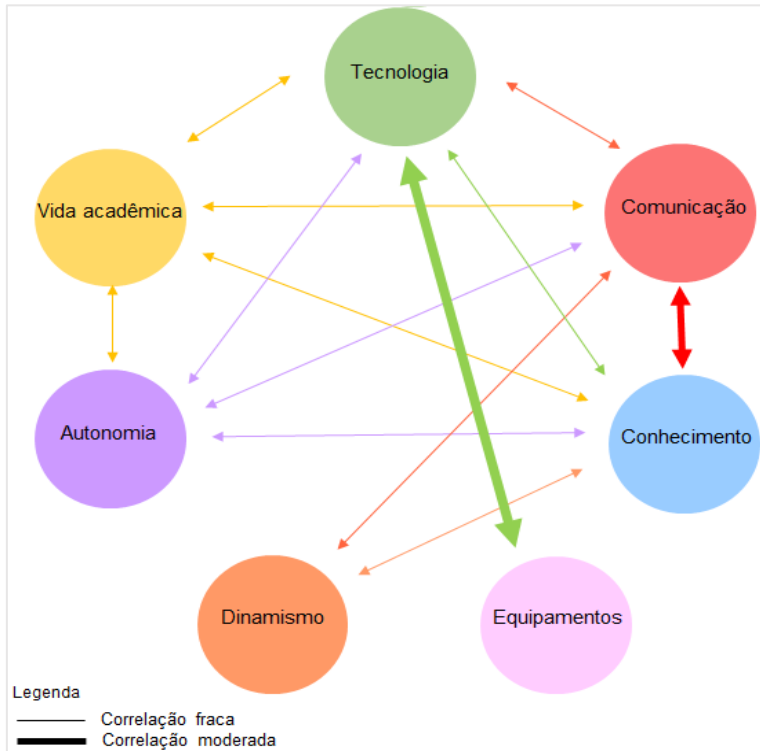 Tecnologia
Vida acadêmica
Comunicação
Autonomia
Conhecimento
Dinamismo
Equipamentos
Legenda
Correlação fraca
Correlação moderada